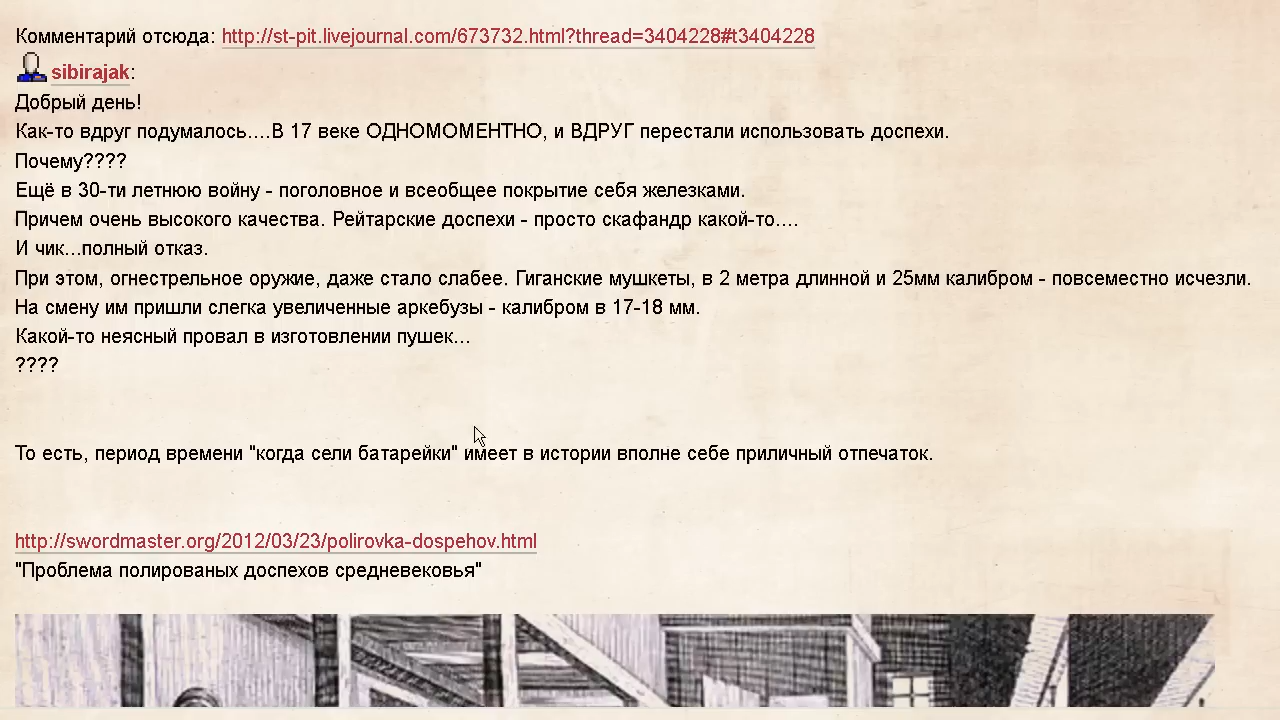 Комментарий отсюда: http://st-pit.livejournal.com/673732.html?thread=3404228#t3404228
sibirajak:
Добрый день!
Как-то вдруг подумалось....В 17 веке ОДНОМОМЕНТНО, и ВДРУГ перестали использовать доспехи.
Почему????
Ещё в 30-ти летнюю войну - поголовное и всеобщее покрытие себя железками.
Причем очень высокого качества. Рейтарские доспехи - просто скафандр какой-то....
И чик...полный отказ.
При этом, огнестрельное оружие, даже стало слабее. Гиганские мушкеты, в 2 метра длинной и 25мм калибром - повсеместно исчезли.
На смену им пришли слегка увеличенные аркебузы - калибром в 17-18 мм.
Какой-то неясный провал в изготовлении пушек...
????
То есть, период времени "когда сели батарейки" имеет в истории вполне себе приличный отпечаток.
http://swordmaster.org/2012/03/23/polirovka-dospehov.html
"Проблема полированых доспехов средневековья"